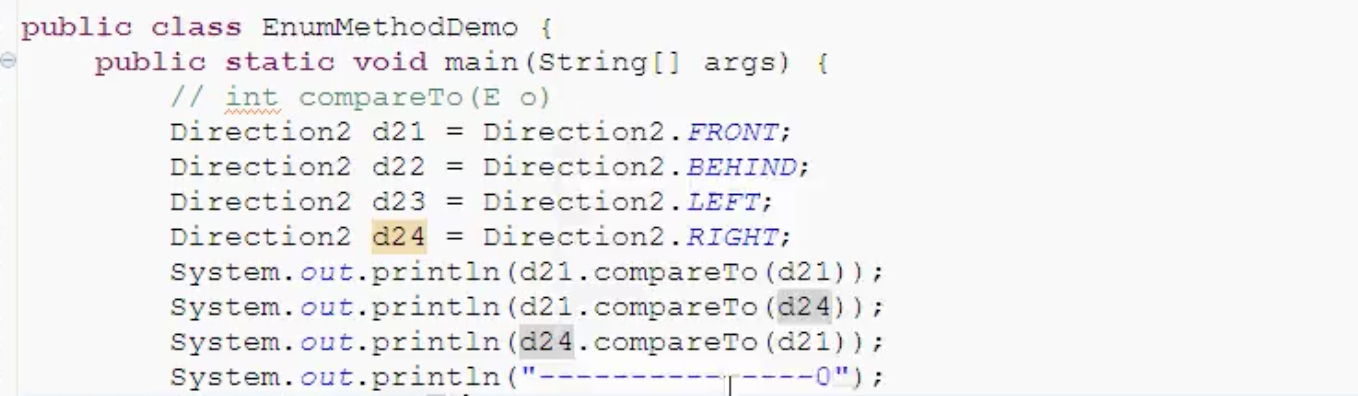 public class EnumMethodDemo {
    public static void main(String[] args) {
        // int compareTo(E o)
        Direction2 d21 = Direction2.FRONT;
        Direction2 d22 = Direction2.BEHIND;
        Direction2 d23 = Direction2.LEFT;
        Direction2 d24 = Direction2.RIGHT;
        System.out.println(d21.compareTo(d21));
        System.out.println(d21.compareTo(d24));
        System.out.println(d24.compareTo(d21));
        System.out.println("---------------0");